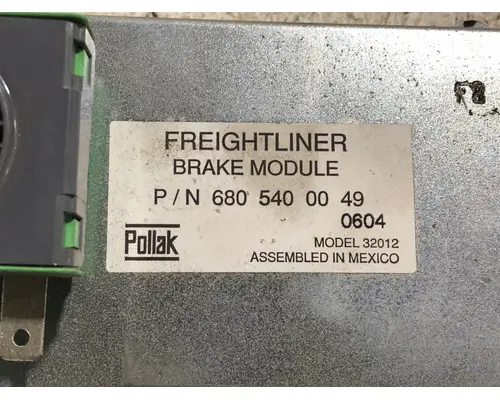 FREIGHTLINER
BRAKE MODULE
P/N 680 540 00 49
0604
Pollak
MODEL 32012
ASSEMBLED IN MEXICO